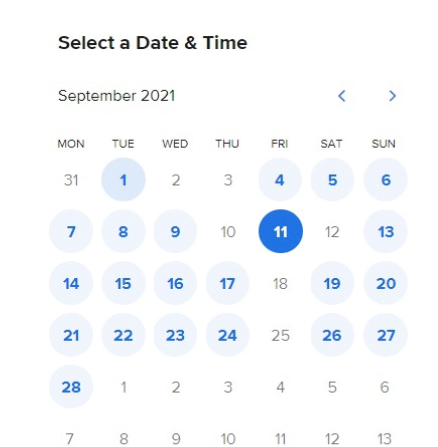 Select a Date & Time
September 2021
MON TUE WED THU FRI SAT SUN
31 1 2 3 4 5 6
7 8 9 10 11 12 13
14 15 16 17 18 19 20
21 22 23 24 25 26 27
28 1 2 3 4 5 6
7 8 9 10 11 12 13